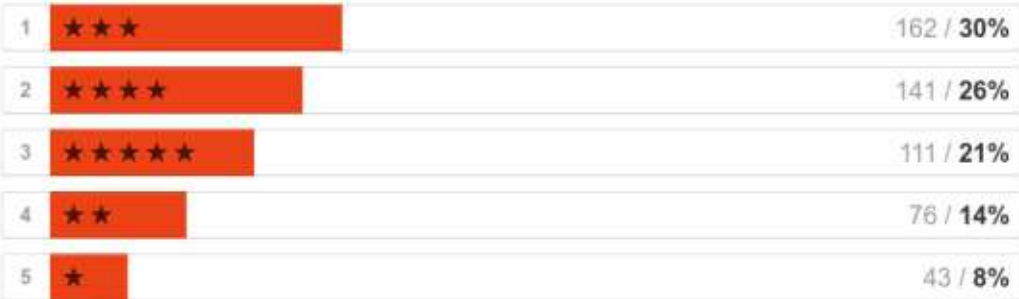 1 ★★★ 162 / 30%
2 ★★★★ 141 / 26%
3 ★★★★★ 111 / 21%
4 ★★ 76 / 14%
5 ★ 43 / 8%